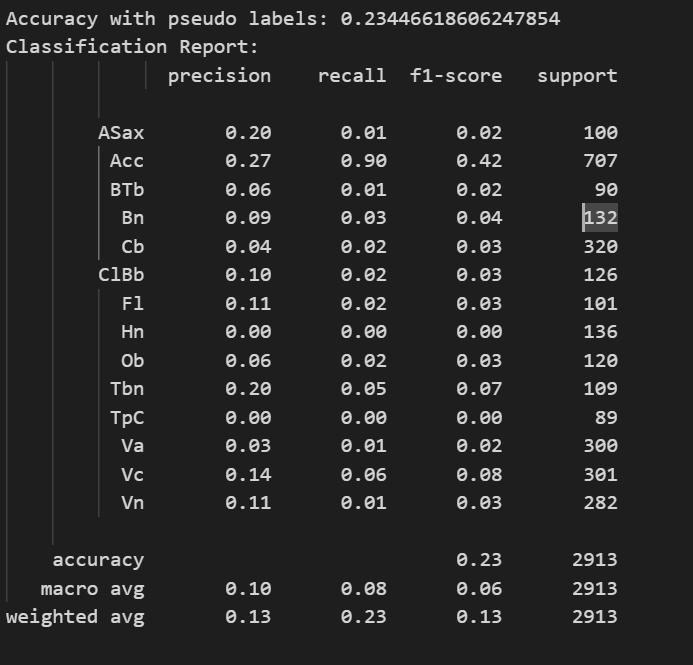 Accuracy with pseudo labels: 0.23446618606247854
Classification Report:
precision recall f1-score support
ASax 0.20 0.01 0.02 100
Acc 0.27 0.90 0.42 707
BTb 0.06 0.01 0.02 90
Bn 0.09 0.03 0.04 132
Cb 0.04 0.02 0.03 320
ClBb 0.10 0.02 0.03 126
Fl 0.11 0.02 0.03 101
Hn 0.00 0.00 0.00 136
Ob 0.06 0.02 0.03 120
Tbn 0.20 0.05 0.07 109
TpC 0.00 0.00 0.00 89
Va 0.03 0.01 0.02 300
Vc 0.14 0.06 0.08 301
Vn 0.11 0.01 0.03 282
accuracy 0.23 2913
macro avg 0.10 0.08 0.06 2913
weighted avg 0.13 0.23 0.13 2913